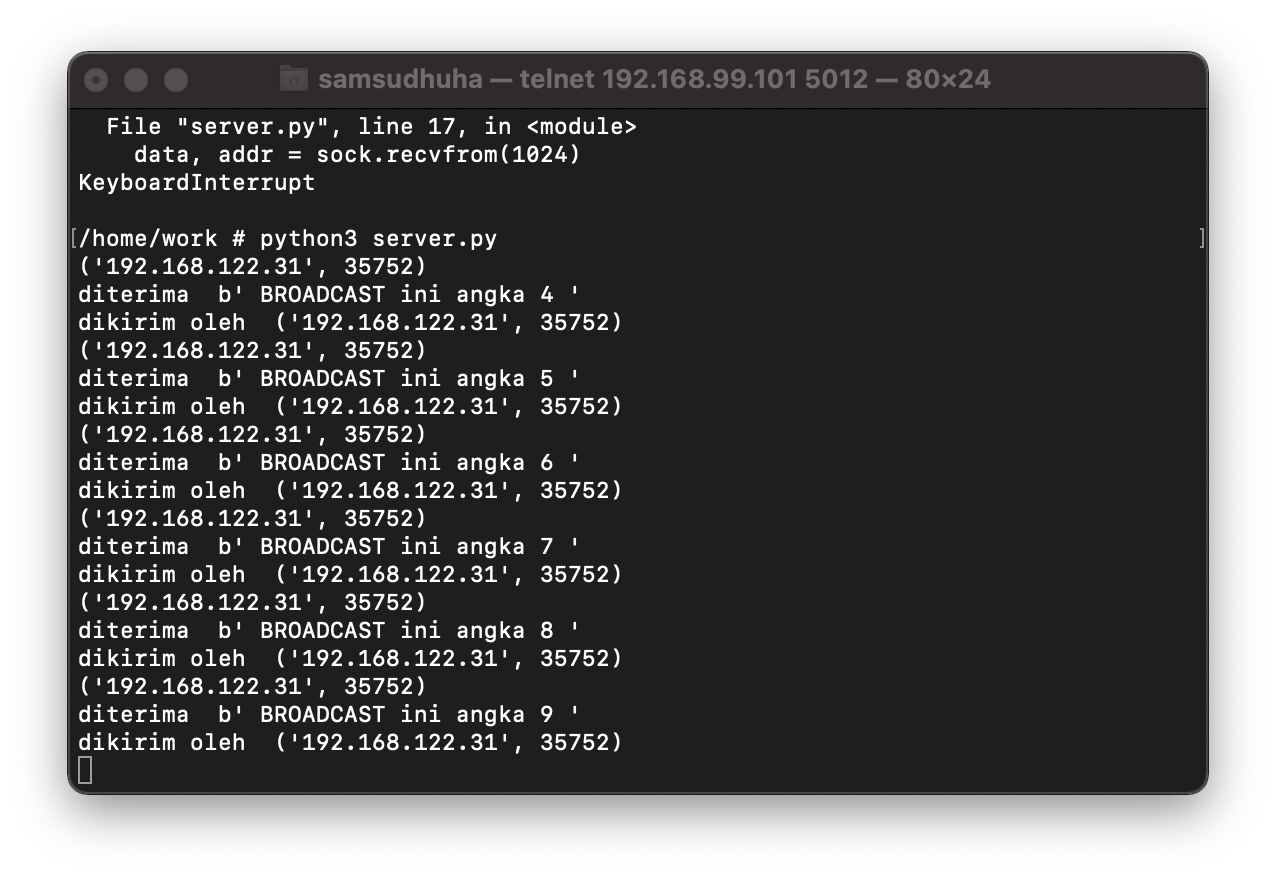 samsudhuha — telnet 192.168.99.101 5012 — 80×24
  File "server.py", line 17, in <module>
    data, addr = sock.recvfrom(1024)
KeyboardInterrupt
[/home/work # python3 server.py ]
('192.168.122.31', 35752)
diterima  b' BROADCAST ini angka 4 '
dikirim oleh  ('192.168.122.31', 35752)
('192.168.122.31', 35752)
diterima  b' BROADCAST ini angka 5 '
dikirim oleh  ('192.168.122.31', 35752)
('192.168.122.31', 35752)
diterima  b' BROADCAST ini angka 6 '
dikirim oleh  ('192.168.122.31', 35752)
('192.168.122.31', 35752)
diterima  b' BROADCAST ini angka 7 '
dikirim oleh  ('192.168.122.31', 35752)
('192.168.122.31', 35752)
diterima  b' BROADCAST ini angka 8 '
dikirim oleh  ('192.168.122.31', 35752)
('192.168.122.31', 35752)
diterima  b' BROADCAST ini angka 9 '
dikirim oleh  ('192.168.122.31', 35752)